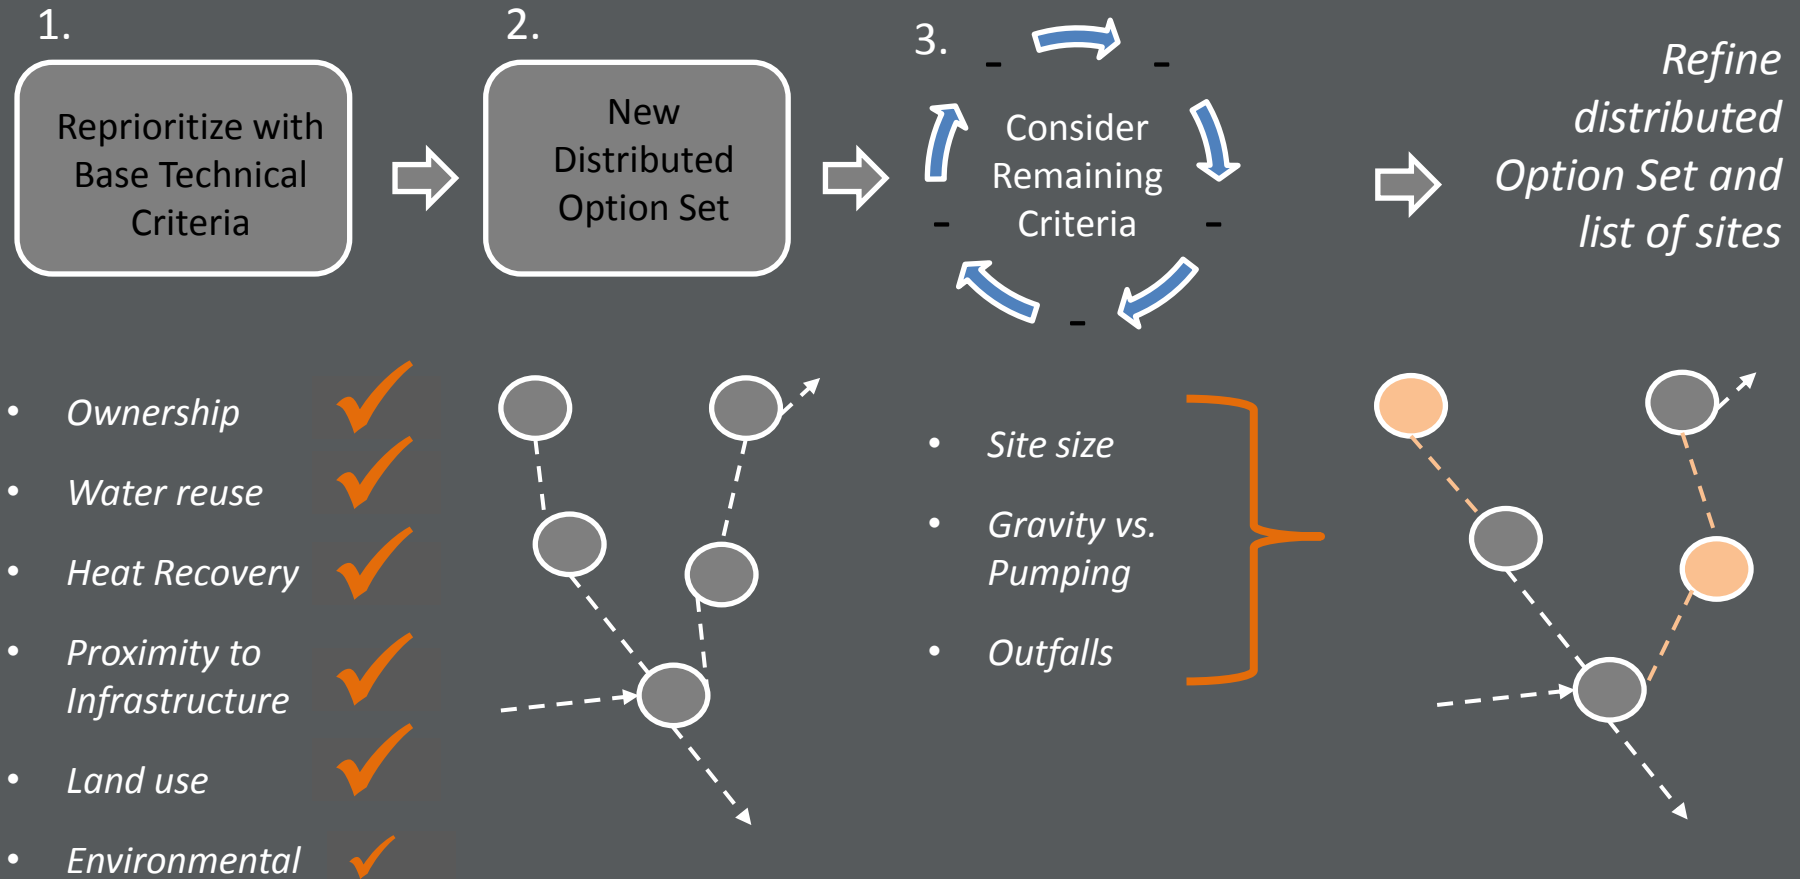 1.
Reprioritize with
Base Technical
Criteria
2.
New
Distributed
Option Set
3.
-
-
Consider
Remaining
Criteria
-
-
-
Refine
distributed
Option Set and
list of sites
• Ownership
• Water reuse
• Heat Recovery
• Proximity to
Infrastructure
• Land use
• Environmental
• Site size
• Gravity vs.
Pumping
• Outfalls